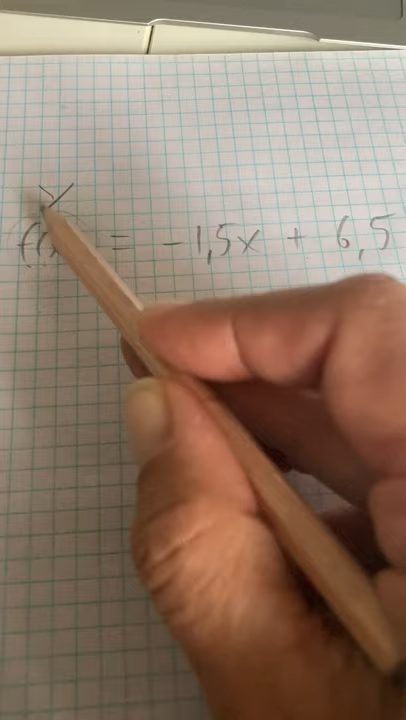 y
f(x) = -1,5x + 6,5